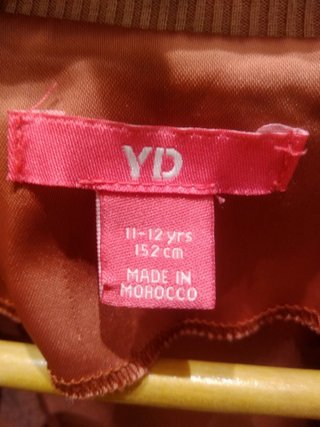 YD
11-12 yrs
152 cm
MADE IN
MOROCCO